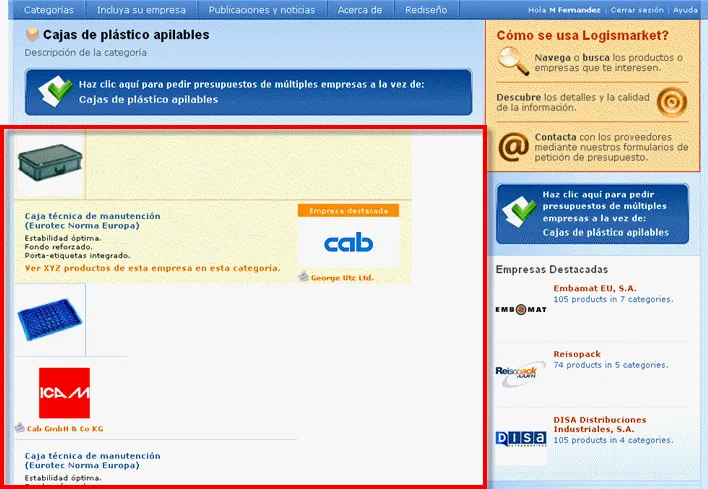 Categorías | Incluya su empresa | Publicaciones y noticias | Acerca de | Rediseño
Hola M Fernandez | Cerrar sesión | Ayuda
Cajas de plástico apilables
Descripción de la categoría
Haz clic aquí para pedir presupuestos de múltiples empresas a la vez de:
Cajas de plástico apilables
Caja técnica de manutención
(Eurotec Norma Europa)
Estabilidad óptima.
Fondo reforzado.
Porta-etiquetas integrado.
Ver XYZ productos de esta empresa en esta categoría.
Empresa destacada
cab
George Utz Ltd.
ICAM
Cab GmbH & Co KG
Caja técnica de manutención
(Eurotec Norma Europa)
Estabilidad óptima.
Cómo se usa Logismarket?
Navega o busca los productos o
empresas que te interesen.
Descubre los detalles y la calidad
de la información.
@
Contacta con los proveedores
mediante nuestros formularios de
petición de presupuesto.
Haz clic aquí para pedir
presupuestos de múltiples
empresas a la vez de:
Cajas de plástico apilables
Empresas Destacadas
EMBOMAT
Embamat EU, S.A.
105 products in 7 categories.
Reisopack.com
Reisopack
74 products in 5 categories.
DISA
DISA Distribuciones
Industriales, S.A.
105 products in 4 categories.